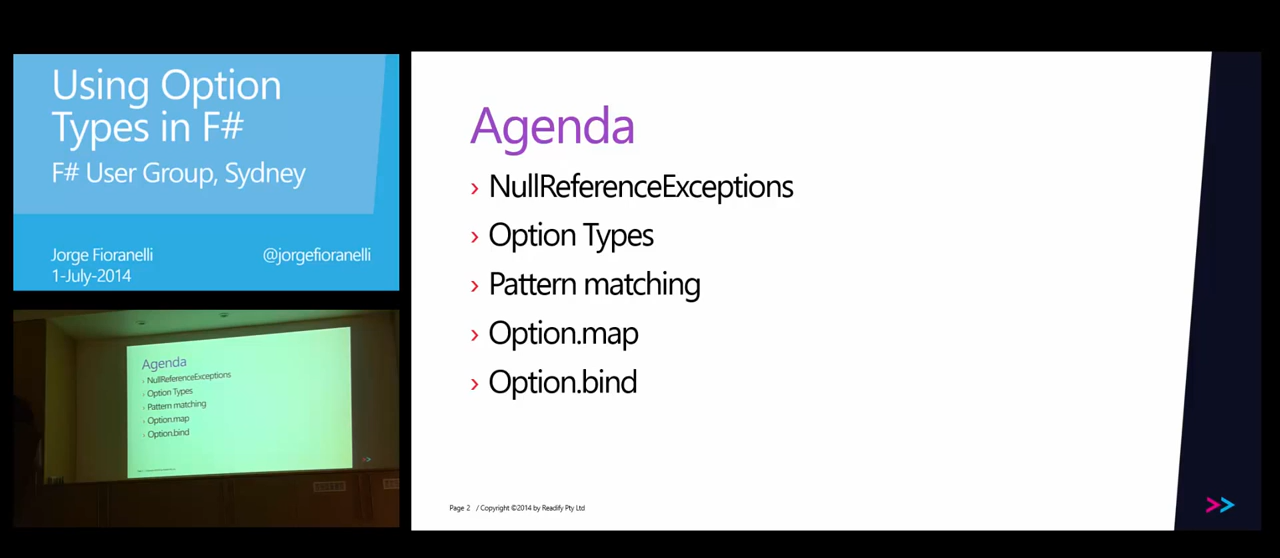 Using Option
Types in F#
F# User Group, Sydney
Jorge Fioranelli @jorgefioranelli
1-July-2014
Agenda
› NullReferenceExceptions
› Option Types
› Pattern matching
› Option.map
› Option.bind
Page 2 / Copyright ©2014 by Readify Pty Ltd
Agenda
› NullReferenceExceptions
› Option Types
› Pattern matching
› Option.map
› Option.bind